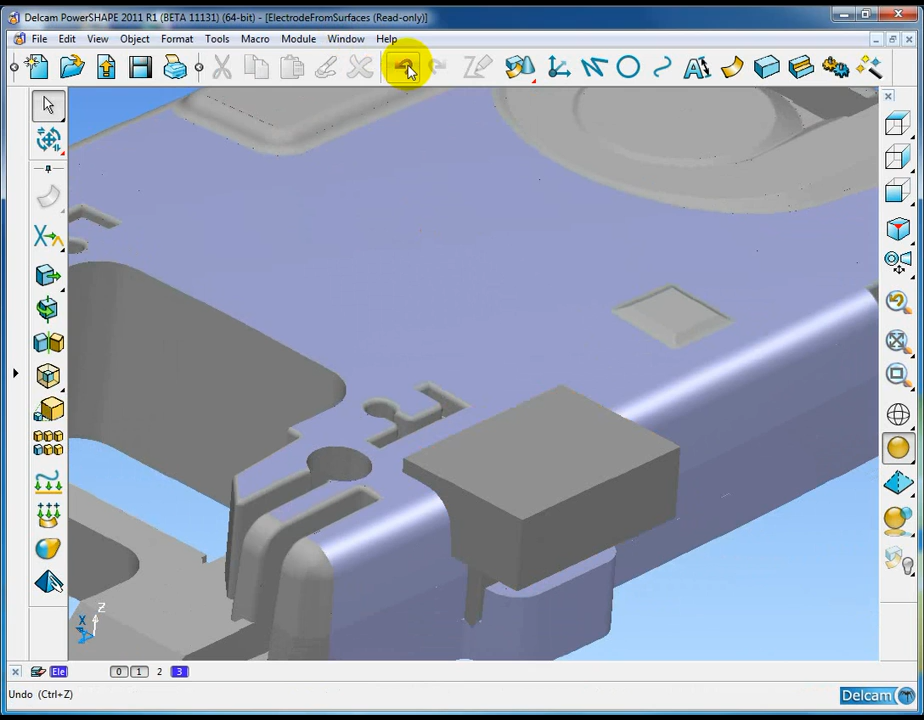 Delcam PowerSHAPE 2011 R1 (BETA 11131) (64-bit) - [ElectrodeFromSurfaces (Read-only)]
File Edit View Object Format Tools Macro Module Window Help
Z
X
Ele 0 1 2 3
Undo (Ctrl+Z)
Delcam